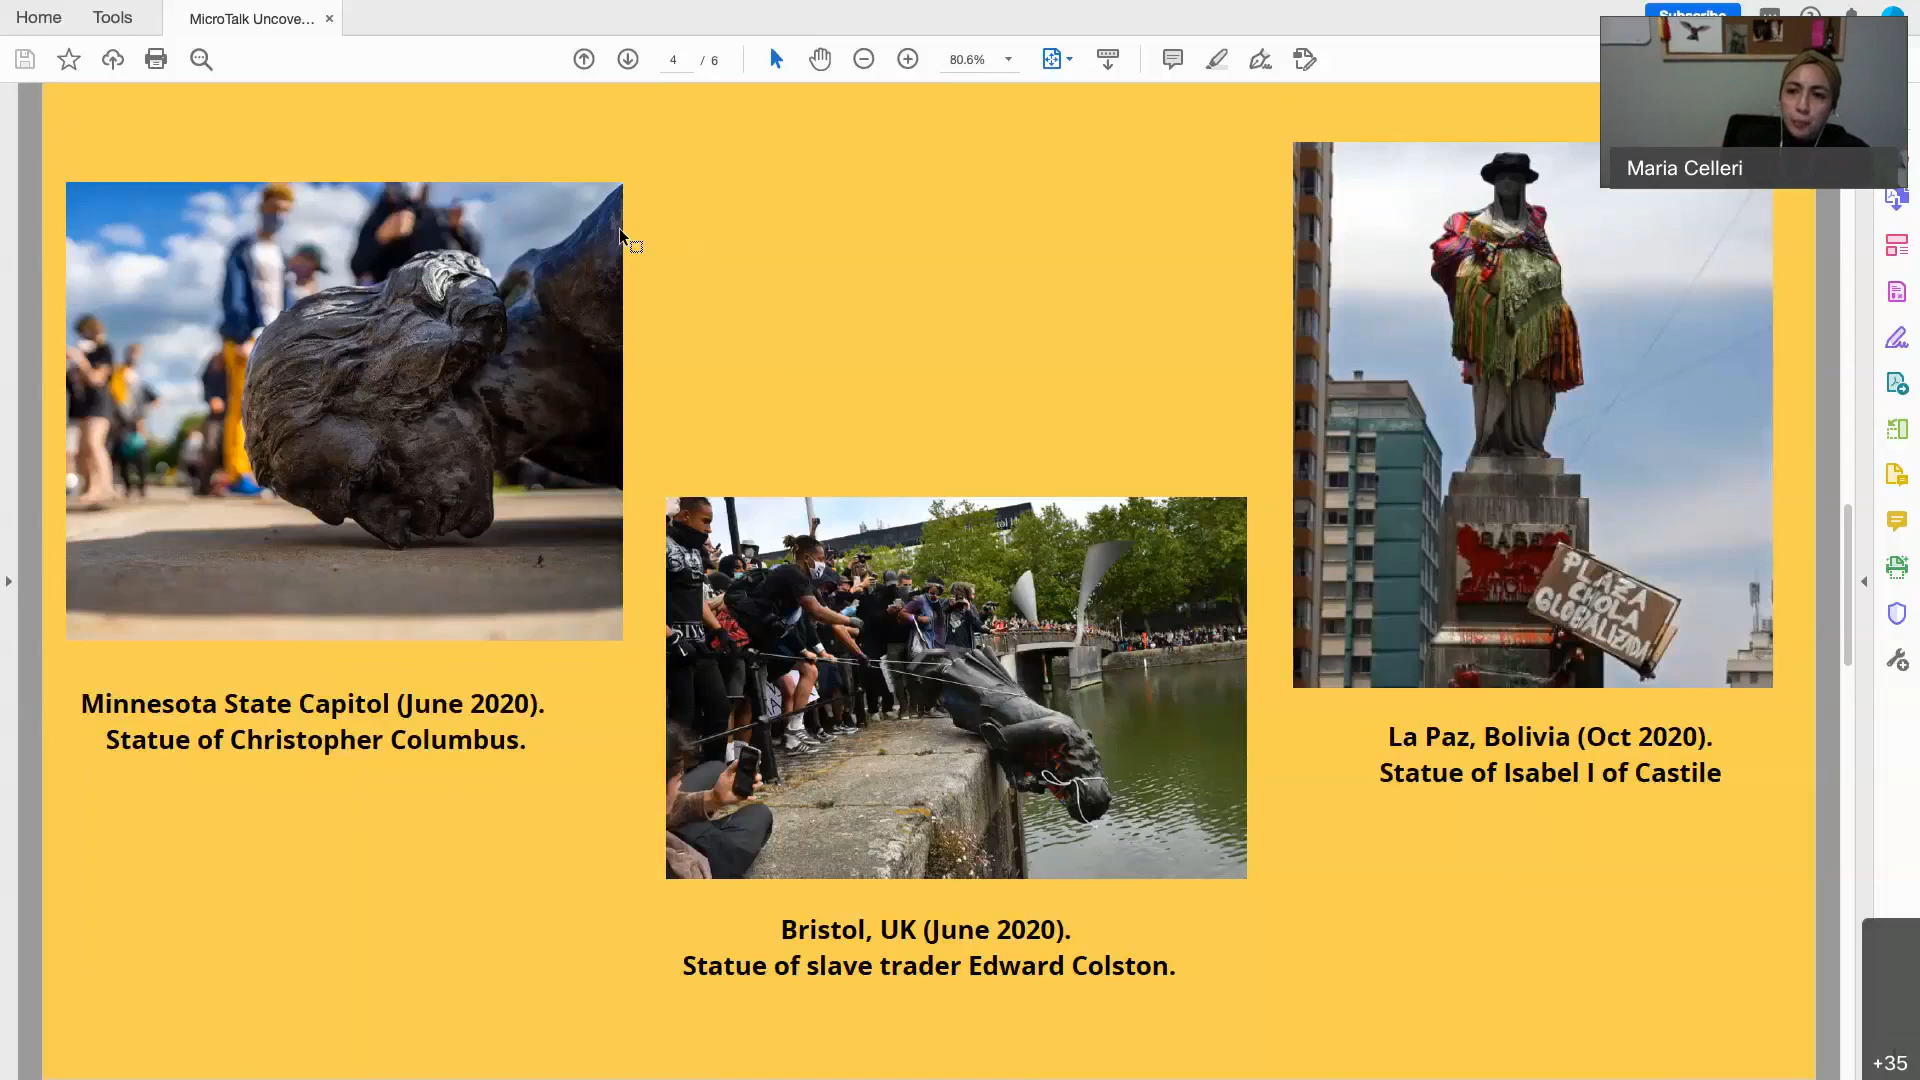 Home
Tools
MicroTalk Uncove...
Subscribe
4 / 6
80.6%
Maria Celleri
PLAZA
CHOLA
GLOBALIZADA
Minnesota State Capitol (June 2020).
Statue of Christopher Columbus.
La Paz, Bolivia (Oct 2020).
Statue of Isabel I of Castile
Bristol, UK (June 2020).
Statue of slave trader Edward Colston.
+35